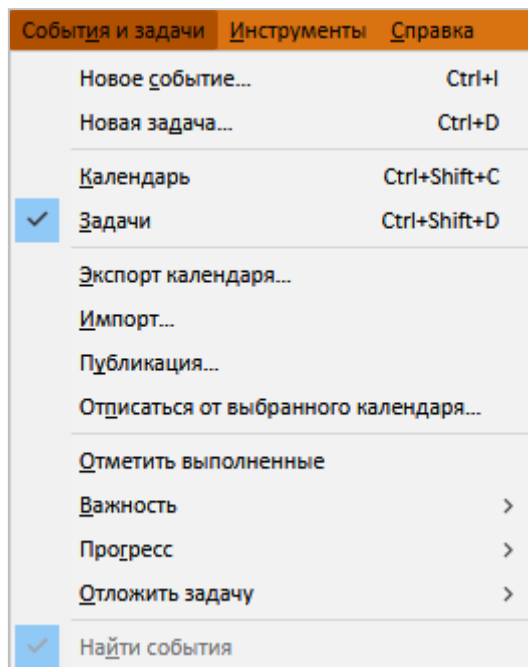 События и задачи Инструменты Справка
Новое событие... Ctrl+I
Новая задача... Ctrl+D
Календарь Ctrl+Shift+C
Задачи Ctrl+Shift+D
Экспорт календаря...
Импорт...
Публикация...
Отписаться от выбранного календаря...
Отметить выполненные
Важность
Прогресс
Отложить задачу
Найти события